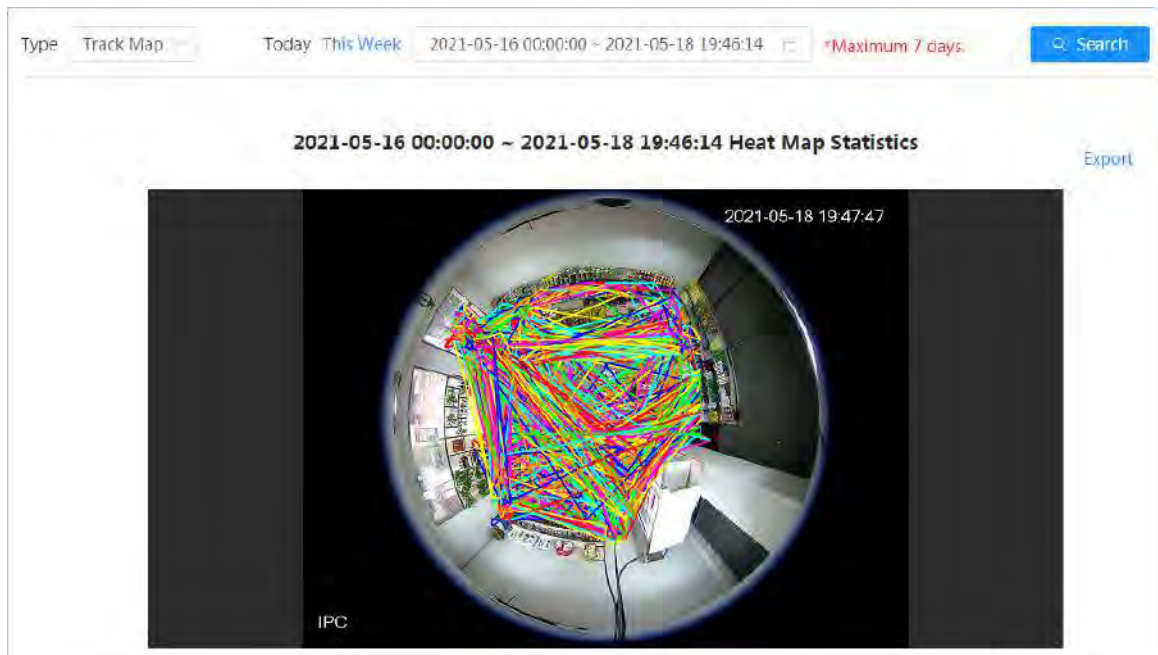 Type Track Map Today This Week 2021-05-16 00:00:00 ~ 2021-05-18 19:46:14 *Maximum 7 days. Search
2021-05-16 00:00:00 ~ 2021-05-18 19:46:14 Heat Map Statistics
Export
2021-05-18 19:47:47
IPC